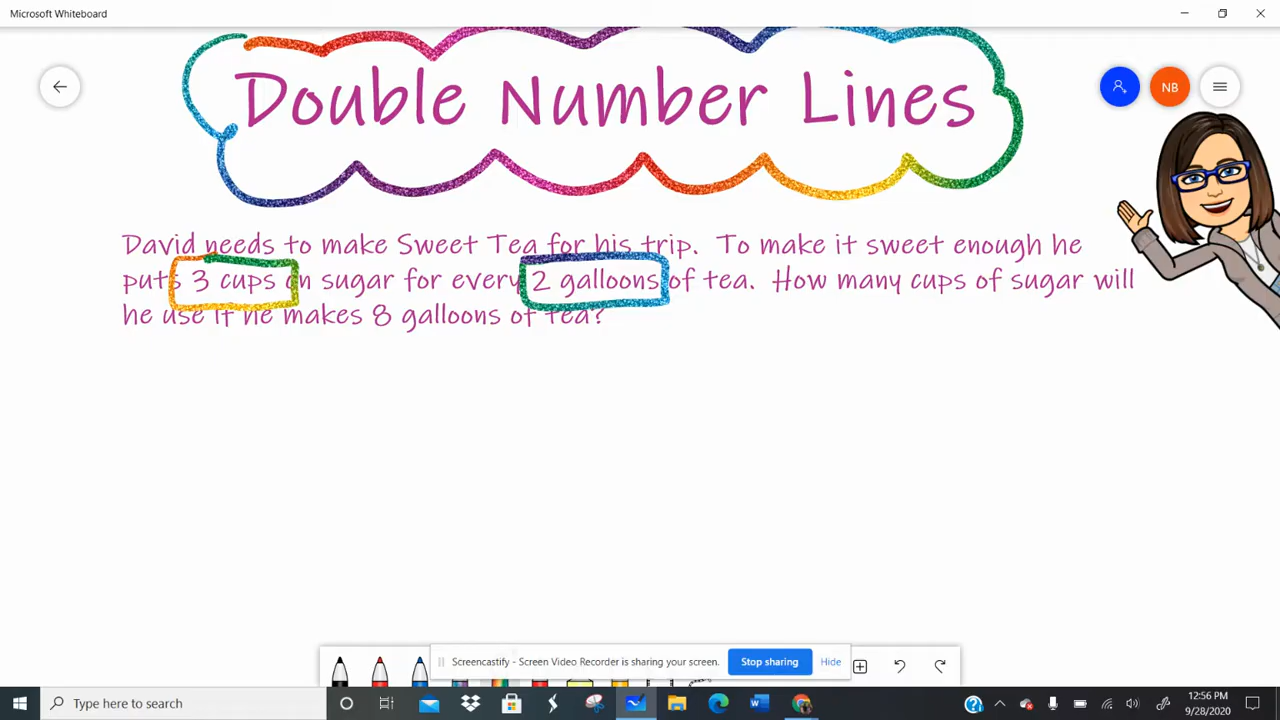 Microsoft Whiteboard
NB
Double Number Lines
David needs to make Sweet Tea for his trip. To make it sweet enough he
puts 3 cups on sugar for every 2 galloons of tea. How many cups of sugar will
he use if he makes 8 galloons of tea?
Screencastify - Screen Video Recorder is sharing your screen. Stop sharing Hide
Type here to search
12:56 PM
9/28/2020